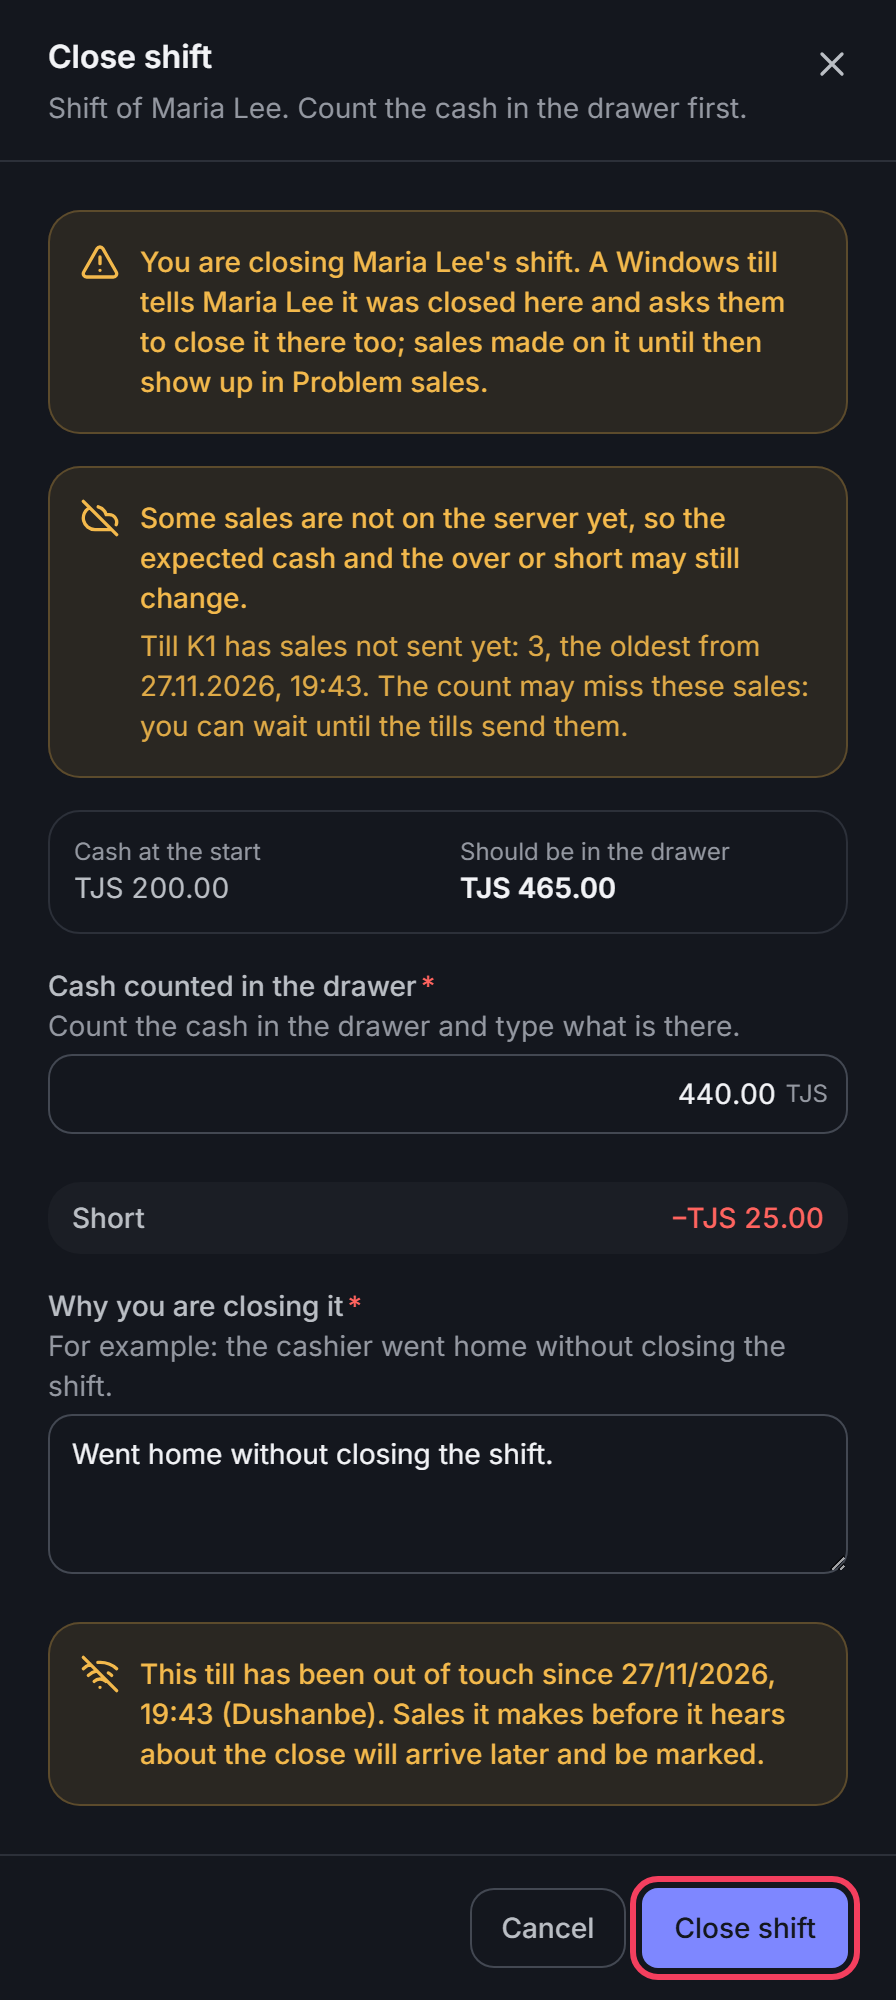 Close shift
Shift of Maria Lee. Count the cash in the drawer first.
You are closing Maria Lee's shift. A Windows till
tells Maria Lee it was closed here and asks them
to close it there too; sales made on it until then
show up in Problem sales.
Some sales are not on the server yet, so the
expected cash and the over or short may still
change.
Till K1 has sales not sent yet: 3, the oldest from
27.11.2026, 19:43. The count may miss these sales:
you can wait until the tills send them.
Cash at the start
TJS 200.00
Should be in the drawer
TJS 465.00
Cash counted in the drawer*
Count the cash in the drawer and type what is there.
440.00 TJS
Short
–TJS 25.00
Why you are closing it*
For example: the cashier went home without closing the
shift.
Went home without closing the shift.
This till has been out of touch since 27/11/2026,
19:43 (Dushanbe). Sales it makes before it hears
about the close will arrive later and be marked.
Cancel
Close shift